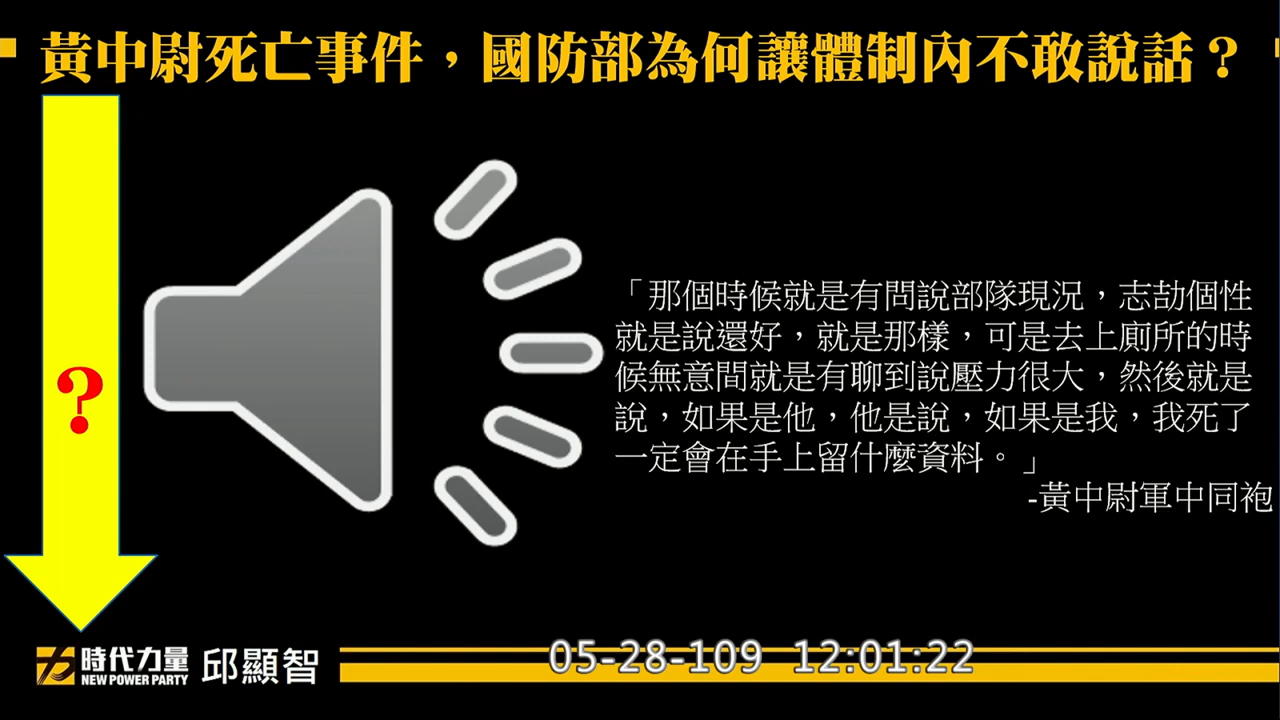 黃中尉死亡事件，國防部為何讓體制內不敢說話？
?
「那個時候就是有問說部隊現況，志劼個性
就是說還好，就是那樣，可是去上廁所的時
候無意間就是有聊到說壓力很大，然後就是
說，如果是他，他是說，如果是我，我死了
一定會在手上留什麼資料。」
-黃中尉軍中同袍
時代力量 邱顯智
NEW POWER PARTY
05-28-109 12:01:22